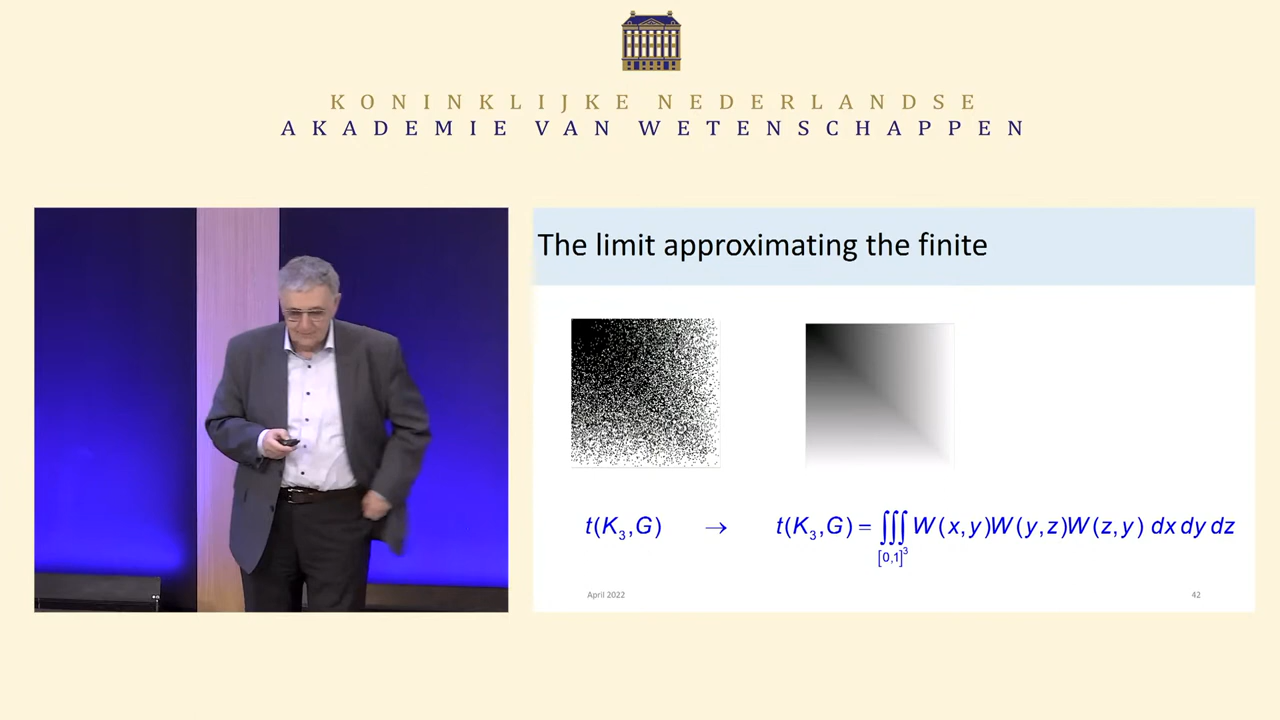 KONINKLIJKE NEDERLANDSE
AKADEMIE VAN WETENSCHAPPEN
The limit approximating the finite
t(K₃,G) → t(K₃,G) = ∭ W(x,y)W(y,z)W(z,y) dx dy dz
[0,1]³
April 2022 42